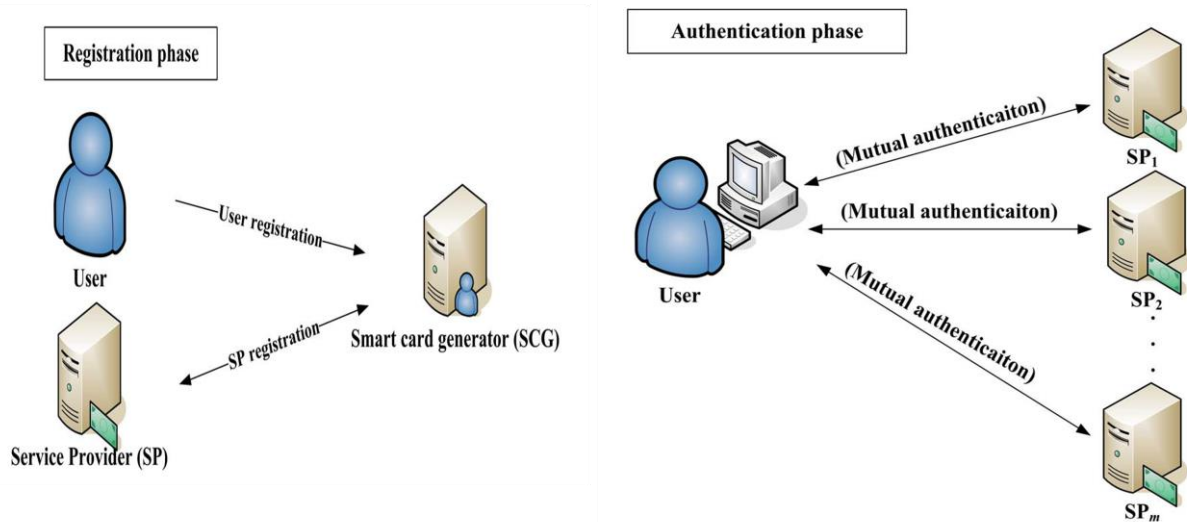 Registration phase
User registration
User
SP registration
Smart card generator (SCG)
Service Provider (SP)
Authentication phase
(Mutual authenticaiton)
SP1
(Mutual authenticaiton)
User
SP2
(Mutual authenticaiton)
SPm